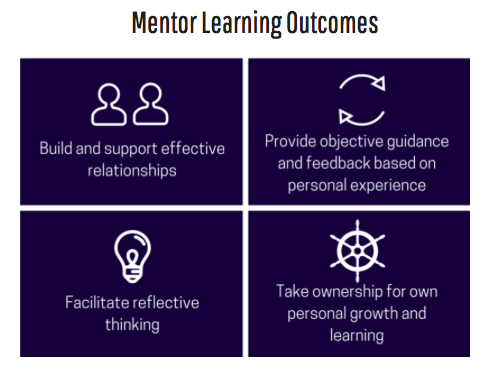 Mentor Learning Outcomes
Build and support effective
relationships
Provide objective guidance
and feedback based on
personal experience
Facilitate reflective
thinking
Take ownership for own
personal growth and
learning